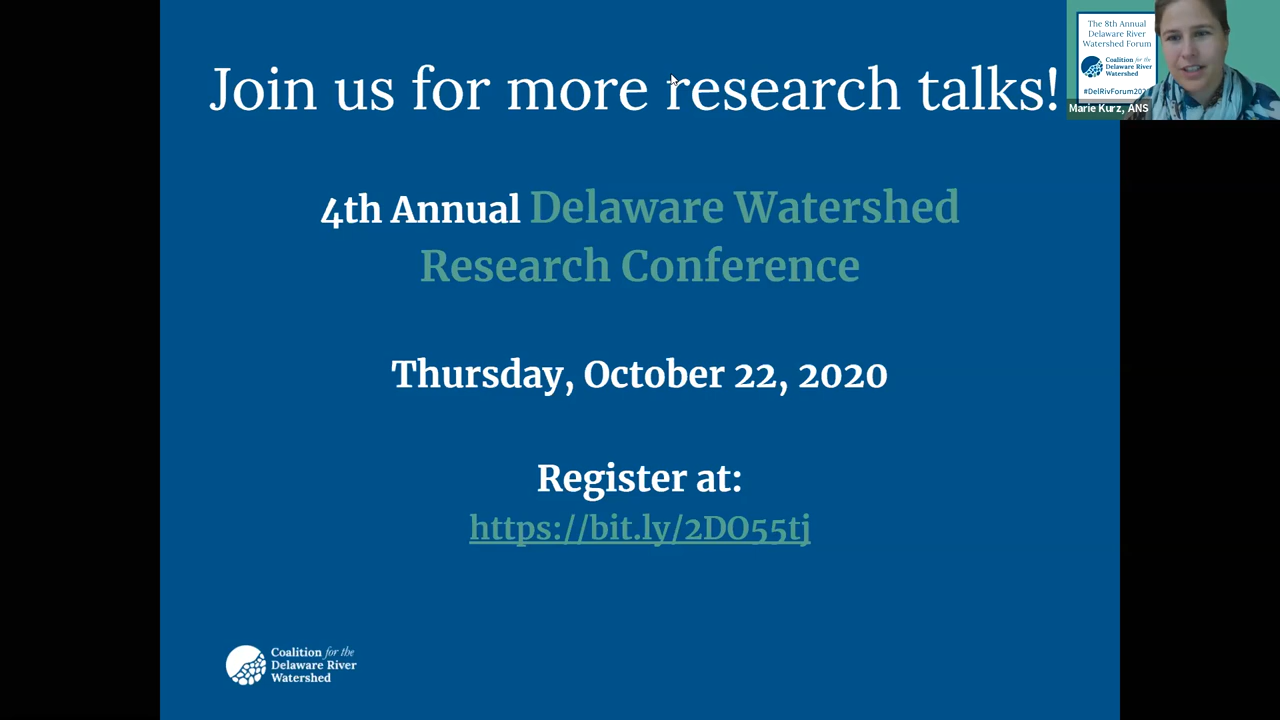 Join us for more research talks!
4th Annual Delaware Watershed
Research Conference
Thursday, October 22, 2020
Register at:
https://bit.ly/2DO55tj
Coalition for the
Delaware River
Watershed
The 8th Annual
Delaware River
Watershed Forum
Coalition for the
Delaware River
Watershed
#DelRivForum202
Marie Kurz, ANS